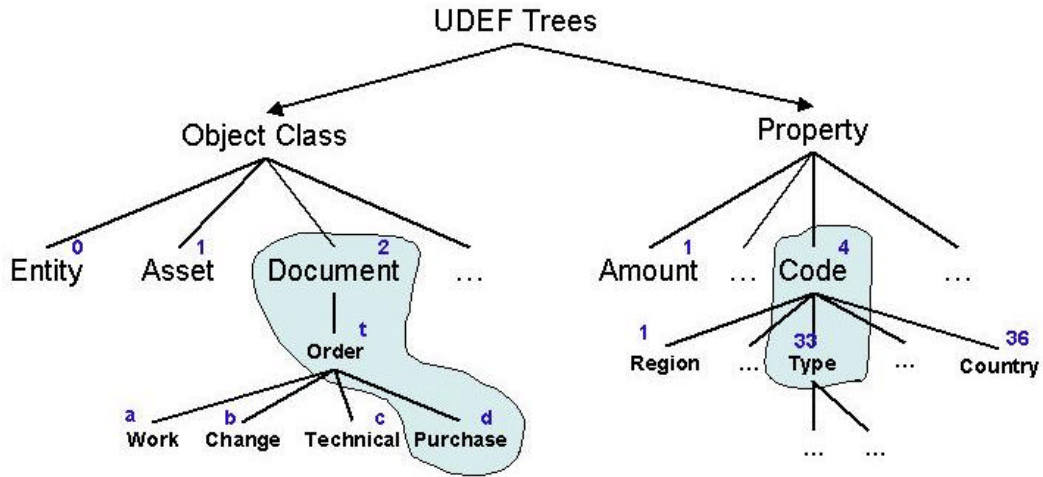 UDEF Trees
Object Class Property
0 1 2 1 4
Entity Asset Document ... Amount ... Code ...
t 1 33 36
Order Region ... Type ... Country
a b c d
Work Change Technical Purchase
... ...